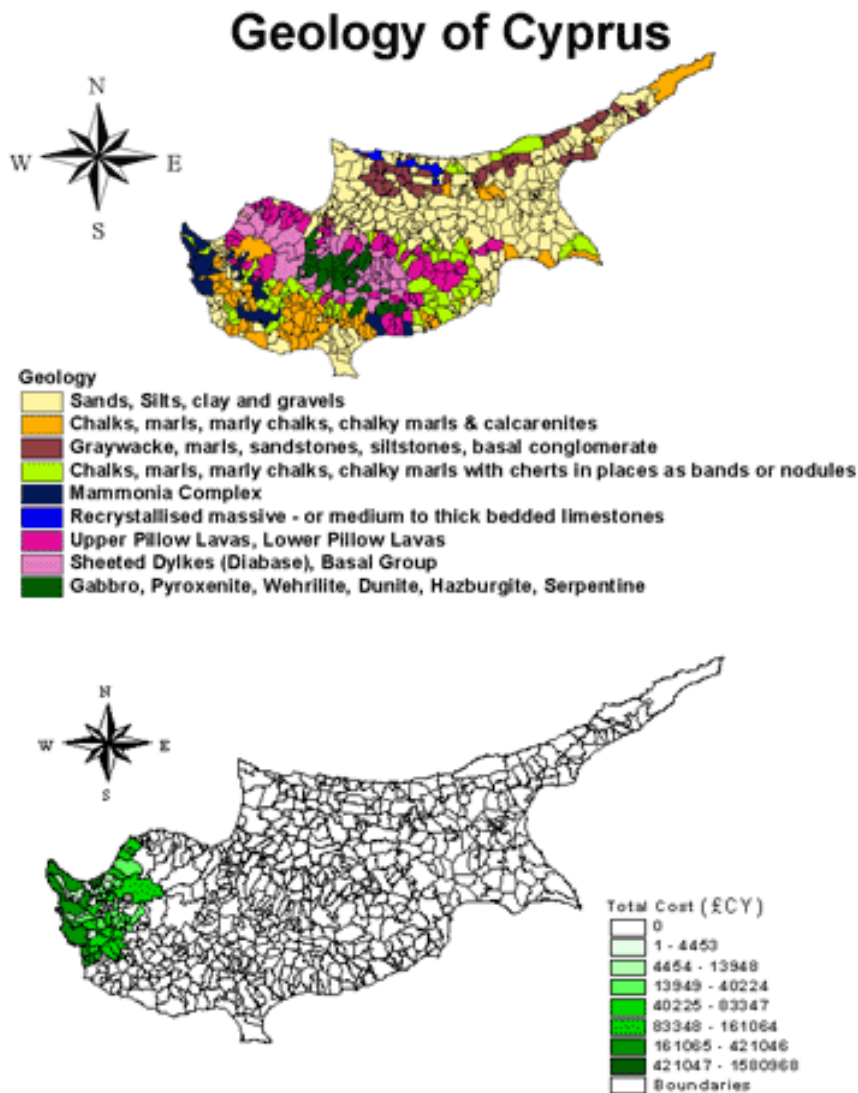 Geology of Cyprus
N
W E
S
Geology
Sands, Silts, clay and gravels
Chalks, marls, marly chalks, chalky marls & calcarenites
Graywacke, marls, sandstones, siltstones, basal conglomerate
Chalks, marls, marly chalks, chalky marls with cherts in places as bands or nodules
Mammonia Complex
Recrystallised massive - or medium to thick bedded limestones
Upper Pillow Lavas, Lower Pillow Lavas
Sheeted Dylkes (Diabase), Basal Group
Gabbro, Pyroxenite, Wehrilite, Dunite, Hazburgite, Serpentine
N
W E
S
Total Cost (£CY)
0
1 - 4453
4454 - 13948
13949 - 40224
40225 - 83347
83348 - 161064
161065 - 421046
421047 - 1580968
Boundaries